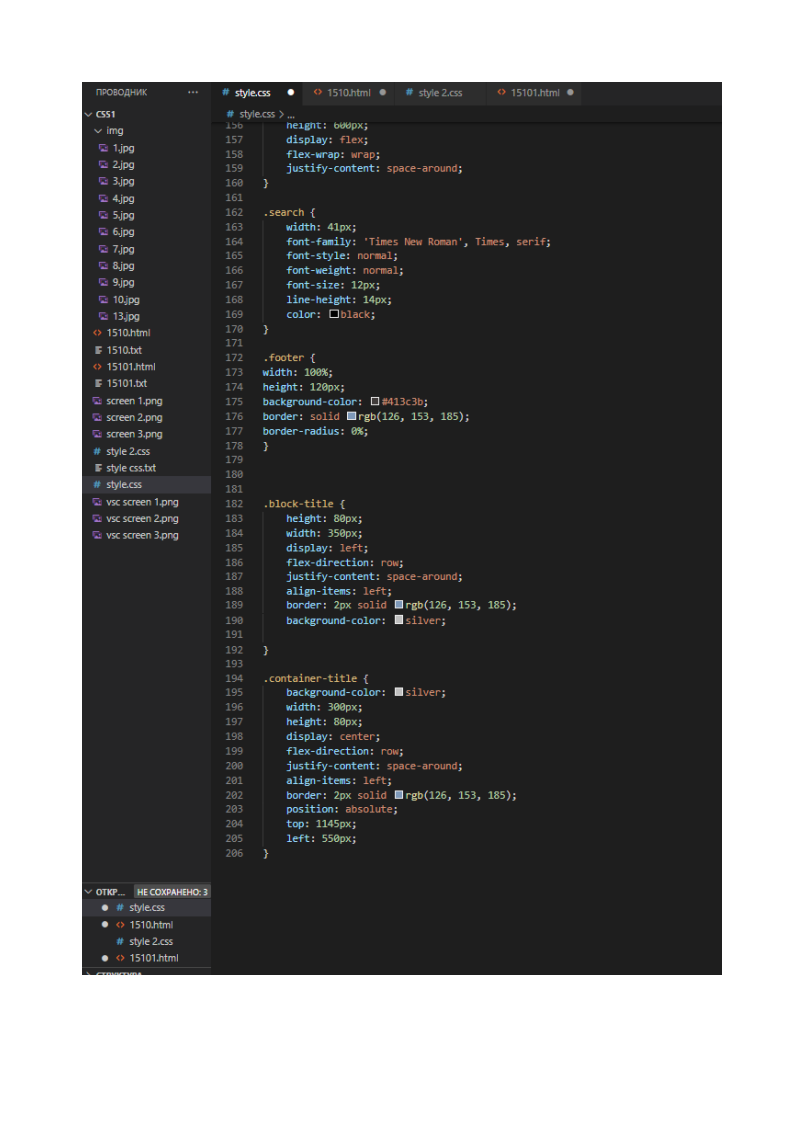 ПРОВОДНИК ···
CSS1
img
1.jpg
2.jpg
3.jpg
4.jpg
5.jpg
6.jpg
7.jpg
8.jpg
9.jpg
10.jpg
13.jpg
1510.html
1510.txt
15101.html
15101.txt
screen 1.png
screen 2.png
screen 3.png
style 2.css
style css.txt
style.css
vsc screen 1.png
vsc screen 2.png
vsc screen 3.png
ОТКР... НЕ СОХРАНЕНО: 3
style.css
1510.html
style 2.css
15101.html
СТРУКТУРА
# style.css ● <> 1510.html ● # style 2.css <> 15101.html ●
# style.css > ...
156 height: 600px;
157 display: flex;
158 flex-wrap: wrap;
159 justify-content: space-around;
160 }
161
162 .search {
163 width: 41px;
164 font-family: 'Times New Roman', Times, serif;
165 font-style: normal;
166 font-weight: normal;
167 font-size: 12px;
168 line-height: 14px;
169 color: black;
170 }
171
172 .footer {
173 width: 100%;
174 height: 120px;
175 background-color: #413c3b;
176 border: solid rgb(126, 153, 185);
177 border-radius: 0%;
178 }
179
180
181
182 .block-title {
183 height: 80px;
184 width: 350px;
185 display: left;
186 flex-direction: row;
187 justify-content: space-around;
188 align-items: left;
189 border: 2px solid rgb(126, 153, 185);
190 background-color: silver;
191
192 }
193
194 .container-title {
195 background-color: silver;
196 width: 300px;
197 height: 80px;
198 display: center;
199 flex-direction: row;
200 justify-content: space-around;
201 align-items: left;
202 border: 2px solid rgb(126, 153, 185);
203 position: absolute;
204 top: 1145px;
205 left: 550px;
206 }